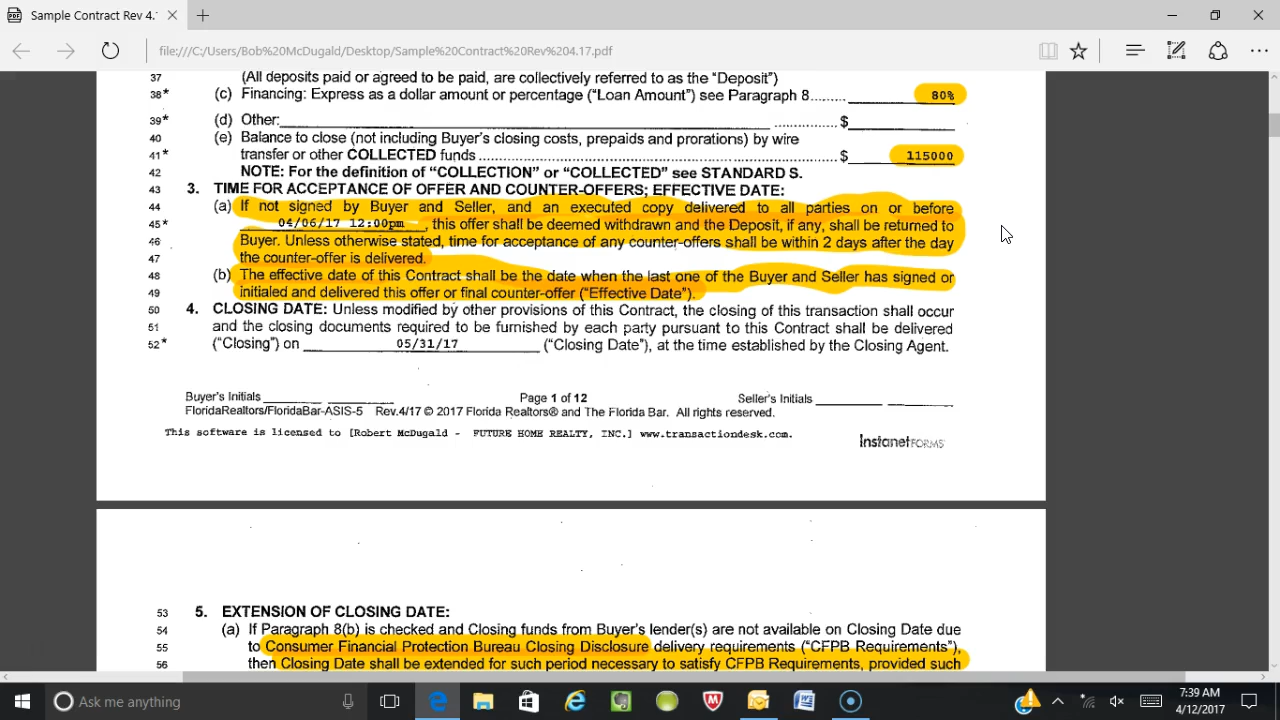 Sample Contract Rev 4.
file:///C:/Users/Bob%20McDugald/Desktop/Sample%20Contract%20Rev%204.17.pdf
37 (All deposits paid or agreed to be paid, are collectively referred to as the “Deposit”)
38* (c) Financing: Express as a dollar amount or percentage (“Loan Amount”) see Paragraph 8........ 80%
39* (d) Other: ............... $
40 (e) Balance to close (not including Buyer’s closing costs, prepaids and prorations) by wire
41* transfer or other COLLECTED funds ........ $ 115000
42 NOTE: For the definition of “COLLECTION” or “COLLECTED” see STANDARD S.
43 3. TIME FOR ACCEPTANCE OF OFFER AND COUNTER-OFFERS; EFFECTIVE DATE:
44 (a) If not signed by Buyer and Seller, and an executed copy delivered to all parties on or before
45* 04/06/17 12:00pm, this offer shall be deemed withdrawn and the Deposit, if any, shall be returned to
46 Buyer. Unless otherwise stated, time for acceptance of any counter-offers shall be within 2 days after the day
47 the counter-offer is delivered.
48 (b) The effective date of this Contract shall be the date when the last one of the Buyer and Seller has signed or
49 initialed and delivered this offer or final counter-offer (“Effective Date”).
50 4. CLOSING DATE: Unless modified by other provisions of this Contract, the closing of this transaction shall occur
51 and the closing documents required to be furnished by each party pursuant to this Contract shall be delivered
52* (“Closing”) on 05/31/17 (“Closing Date”), at the time established by the Closing Agent.
Buyer’s Initials Page 1 of 12 Seller’s Initials
FloridaRealtors/FloridaBar-ASIS-5 Rev.4/17 © 2017 Florida Realtors® and The Florida Bar. All rights reserved.
This software is licensed to [Robert McDugald - FUTURE HOME REALTY, INC.] www.transactiondesk.com.
InstanetFORMS
53 5. EXTENSION OF CLOSING DATE:
54 (a) If Paragraph 8(b) is checked and Closing funds from Buyer’s lender(s) are not available on Closing Date due
55 to Consumer Financial Protection Bureau Closing Disclosure delivery requirements (“CFPB Requirements”),
56 then Closing Date shall be extended for such period necessary to satisfy CFPB Requirements, provided such
Ask me anything
7:39 AM
4/12/2017